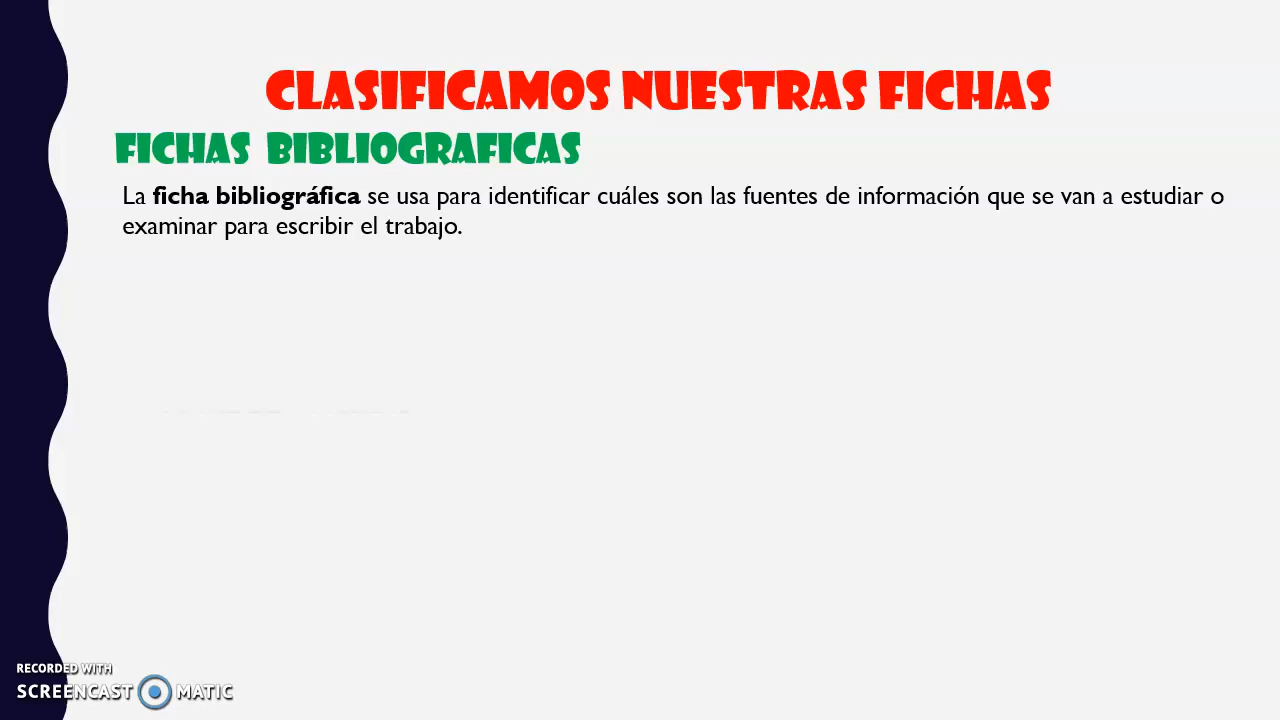 CLASIFICAMOS NUESTRAS FICHAS
FICHAS BIBLIOGRAFICAS
La ficha bibliográfica se usa para identificar cuáles son las fuentes de información que se van a estudiar o
examinar para escribir el trabajo.
RECORDED WITH
SCREENCAST MATIC